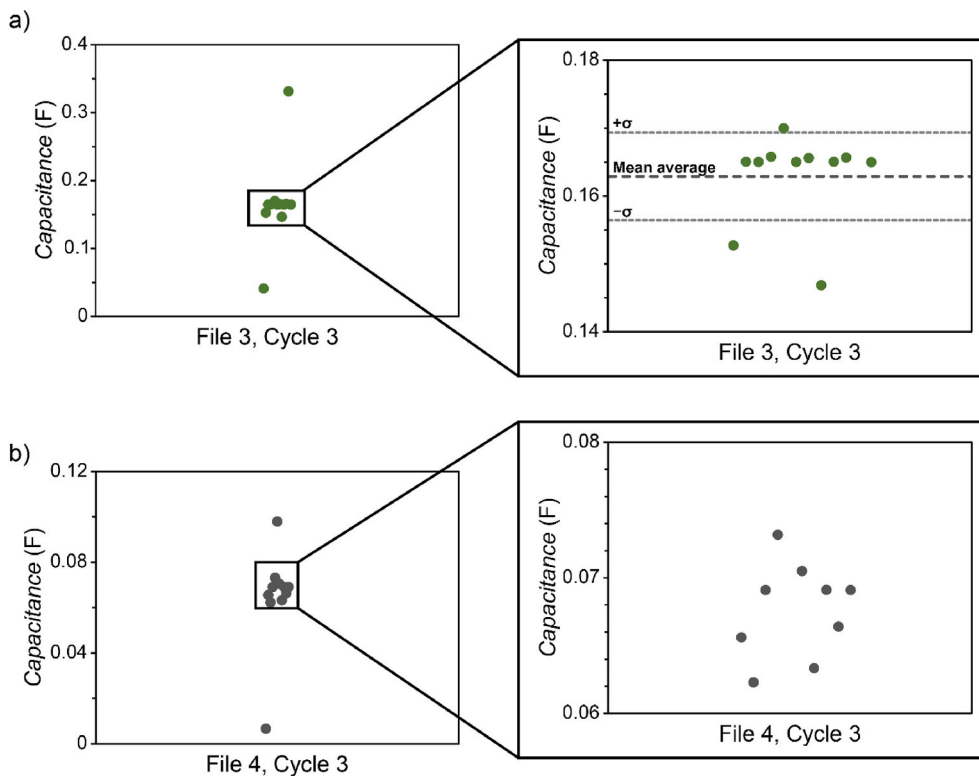 a)
Capacitance (F)
0.4
0.3
0.2
0.1
0
File 3, Cycle 3
Capacitance (F)
0.18
0.16
0.14
+σ
Mean average
−σ
File 3, Cycle 3
b)
Capacitance (F)
0.12
0.08
0.04
0
File 4, Cycle 3
Capacitance (F)
0.08
0.07
0.06
File 4, Cycle 3